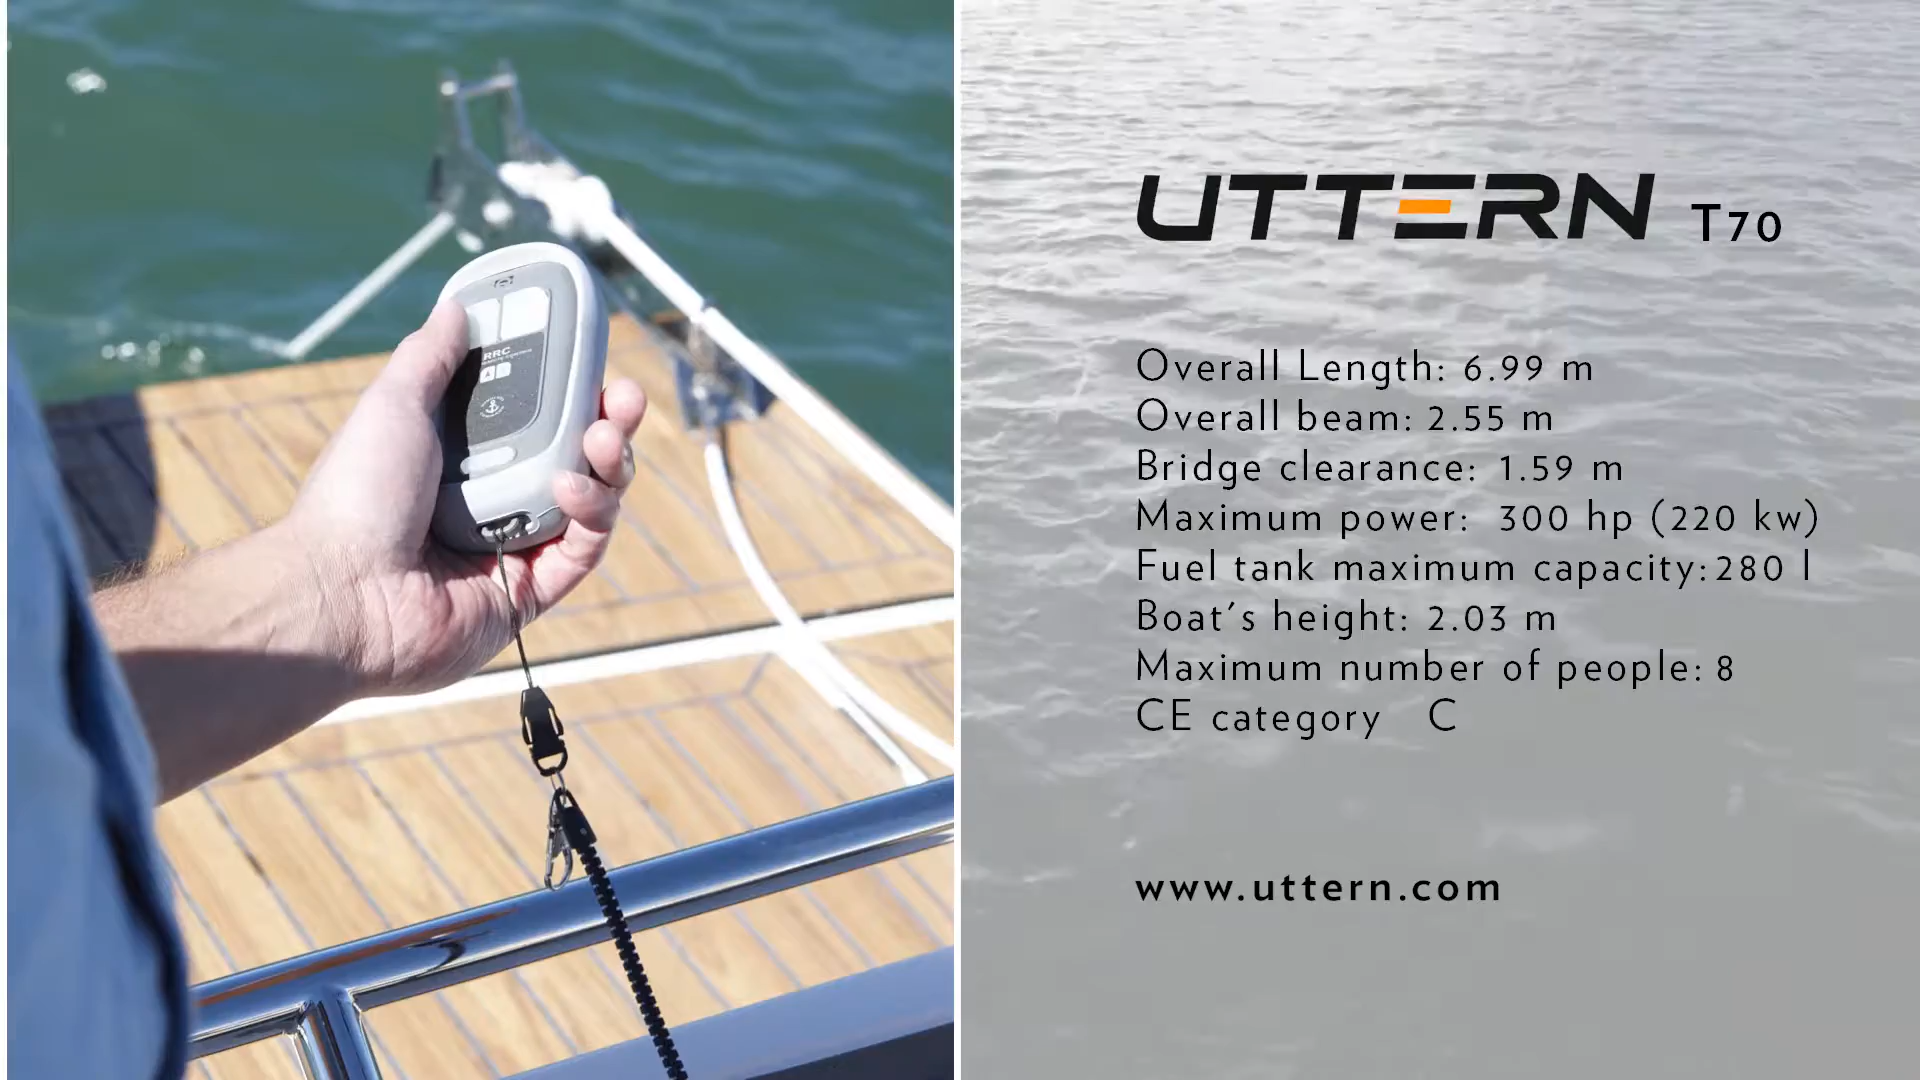 RRC
UTTERN T70
Overall Length: 6.99 m
Overall beam: 2.55 m
Bridge clearance: 1.59 m
Maximum power: 300 hp (220 kw)
Fuel tank maximum capacity: 280 l
Boat's height: 2.03 m
Maximum number of people: 8
CE category C
www.uttern.com